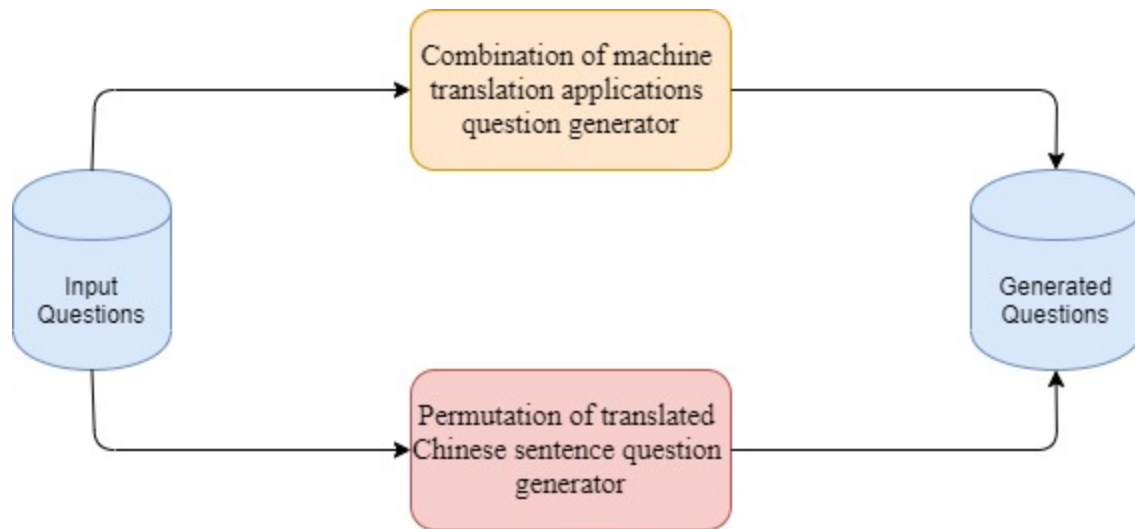 Combination of machine
translation applications
question generator
Input
Questions
Generated
Questions
Permutation of translated
Chinese sentence question
generator